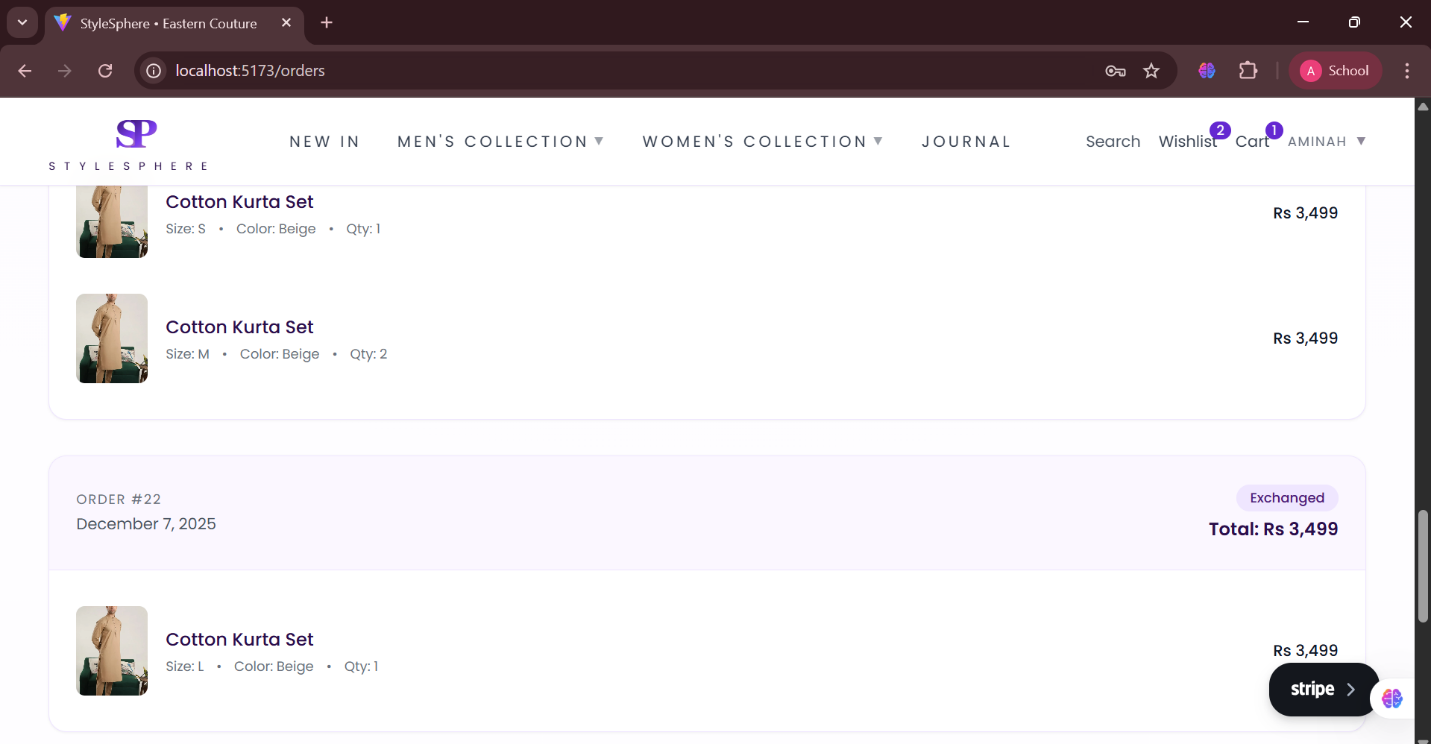 StyleSphere • Eastern Couture
localhost:5173/orders
A School
SP
STYLESPHERE
NEW IN MEN'S COLLECTION ▼ WOMEN'S COLLECTION ▼ JOURNAL Search Wishlist 2 Cart 1 AMINAH ▼
Cotton Kurta Set
Size: S • Color: Beige • Qty: 1
Rs 3,499
Cotton Kurta Set
Size: M • Color: Beige • Qty: 2
Rs 3,499
ORDER #22
December 7, 2025
Exchanged
Total: Rs 3,499
Cotton Kurta Set
Size: L • Color: Beige • Qty: 1
Rs 3,499
stripe